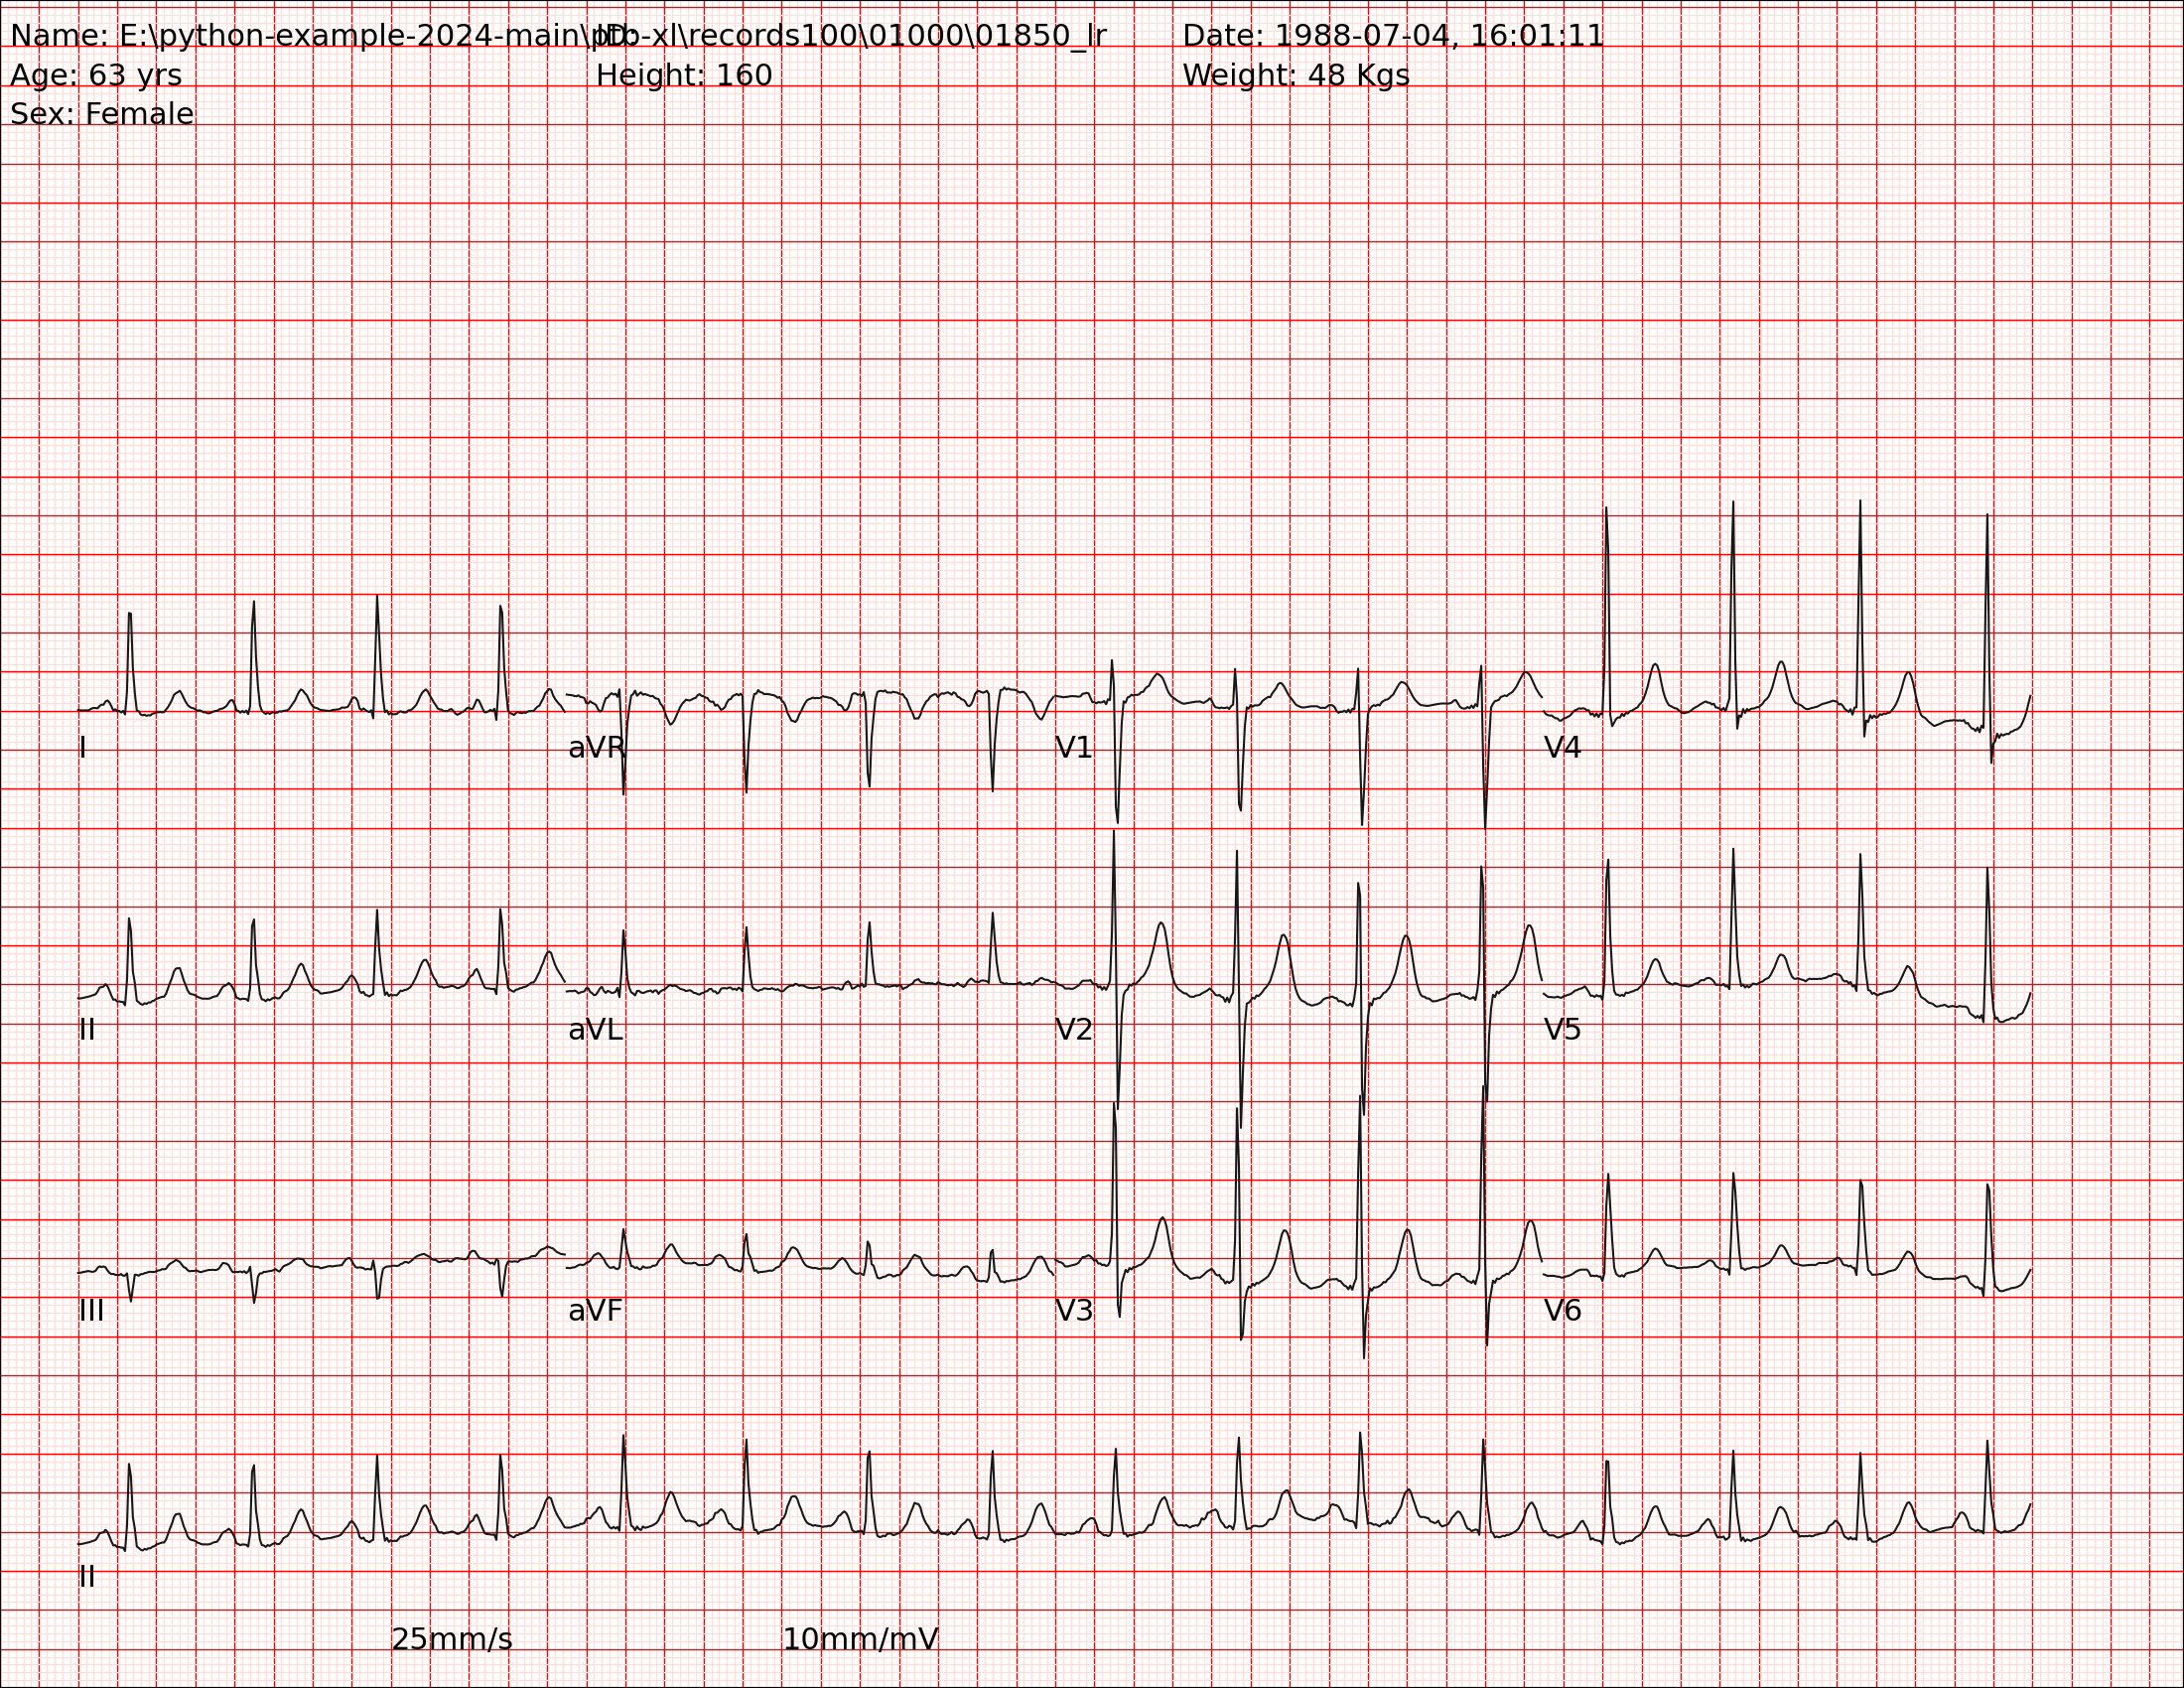 Name: E:\python-example-2024-main\ptb-xl\records100\01000\01850_lr ID: Date: 1988-07-04, 16:01:11
Age: 63 yrs Height: 160 Weight: 48 Kgs
Sex: Female
I aVR V1 V4
II aVL V2 V5
III aVF V3 V6
II
25mm/s 10mm/mV